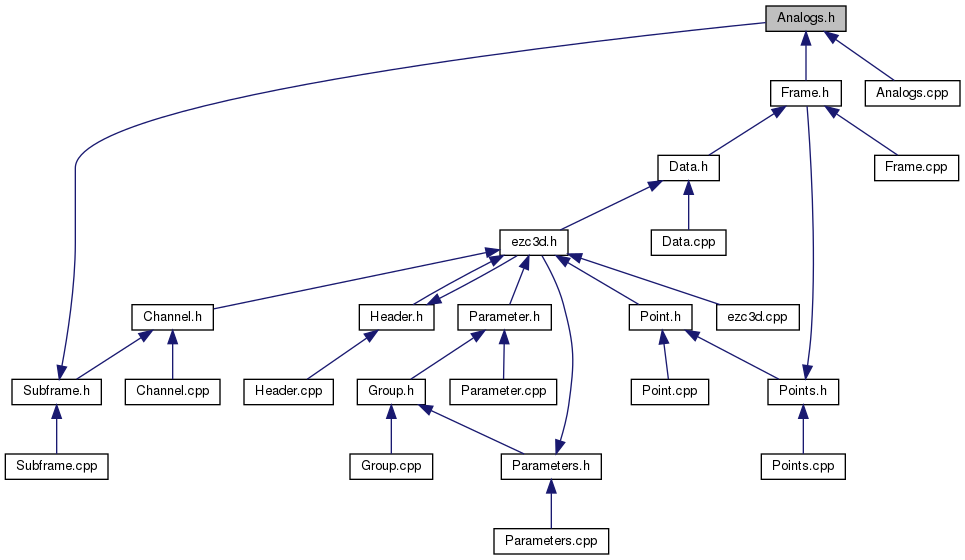 Analogs.h
Frame.h
Analogs.cpp
Data.h
Frame.cpp
ezc3d.h
Data.cpp
Channel.h
Header.h
Parameter.h
Point.h
ezc3d.cpp
Subframe.h
Channel.cpp
Header.cpp
Group.h
Parameter.cpp
Point.cpp
Points.h
Subframe.cpp
Group.cpp
Parameters.h
Points.cpp
Parameters.cpp